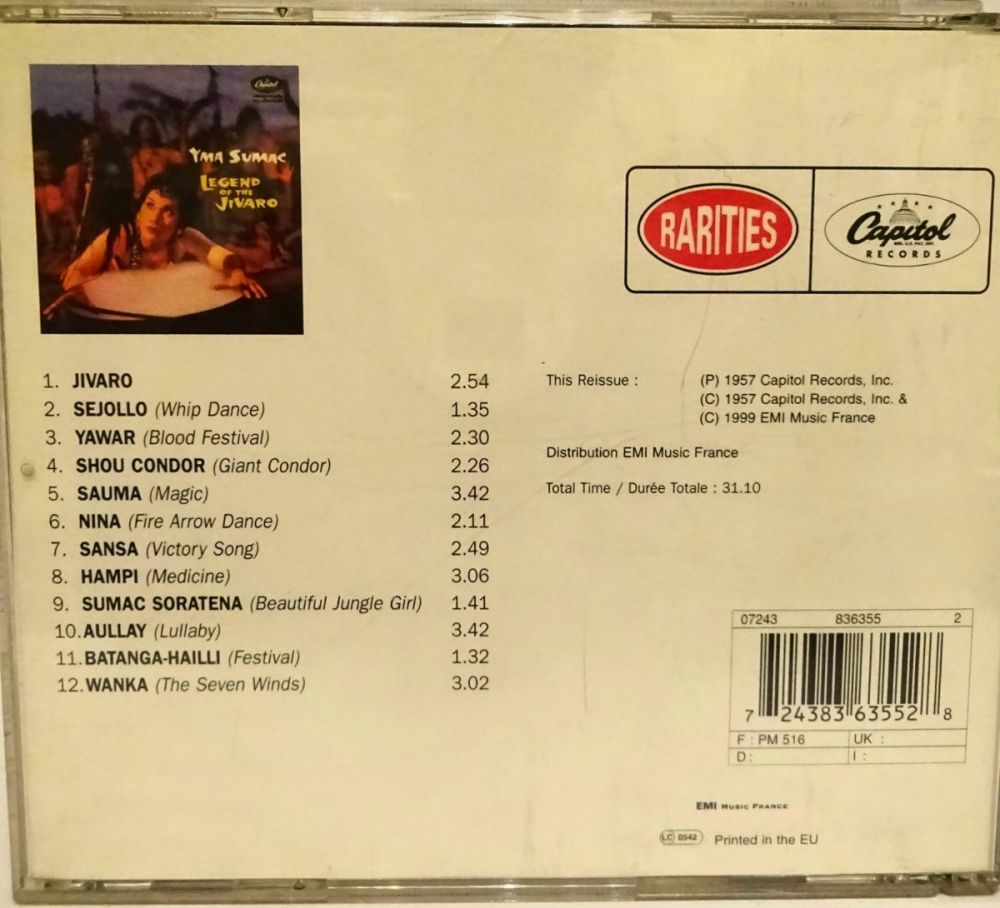 Capitol
YMA SUMAC
LEGEND
OF THE
JIVARO
RARITIES
Capitol
REG. U.S. PAT. OFF.
RECORDS
1. JIVARO 2.54
2. SEJOLLO (Whip Dance) 1.35
3. YAWAR (Blood Festival) 2.30
4. SHOU CONDOR (Giant Condor) 2.26
5. SAUMA (Magic) 3.42
6. NINA (Fire Arrow Dance) 2.11
7. SANSA (Victory Song) 2.49
8. HAMPI (Medicine) 3.06
9. SUMAC SORATENA (Beautiful Jungle Girl) 1.41
10. AULLAY (Lullaby) 3.42
11. BATANGA-HAILLI (Festival) 1.32
12. WANKA (The Seven Winds) 3.02
This Reissue : (P) 1957 Capitol Records, Inc.
(C) 1957 Capitol Records, Inc. &
(C) 1999 EMI Music France
Distribution EMI Music France
Total Time / Durée Totale : 31.10
07243 836355 2
7 24383 63552 8
F : PM 516 UK :
D : I :
EMI MUSIC FRANCE
LC 0542 Printed in the EU